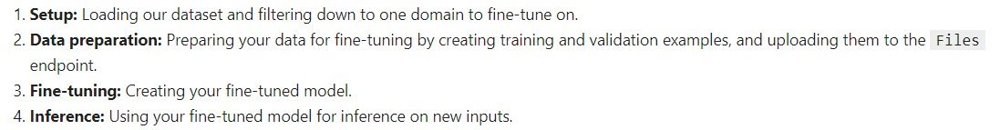 1. Setup: Loading our dataset and filtering down to one domain to fine-tune on.
2. Data preparation: Preparing your data for fine-tuning by creating training and validation examples, and uploading them to the Files
endpoint.
3. Fine-tuning: Creating your fine-tuned model.
4. Inference: Using your fine-tuned model for inference on new inputs.